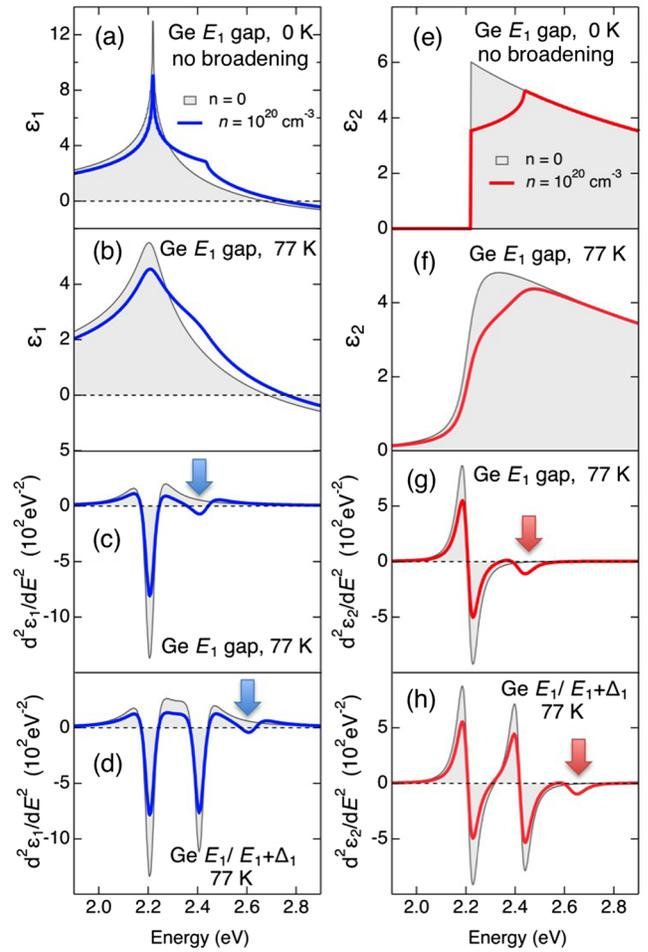 (a)
Ge E₁ gap, 0 K
no broadening
n = 0
n = 10²⁰ cm⁻³
12
8
4
0
ε₁
(b)
Ge E₁ gap, 77 K
4
2
0
ε₁
5
0
-5
-10
d²ε₁/dE² (10²eV⁻²)
(c)
Ge E₁ gap, 77 K
0
-5
-10
d²ε₁/dE² (10²eV⁻²)
(d)
Ge E₁/ E₁+Δ₁
77 K
2.0 2.2 2.4 2.6 2.8
Energy (eV)
(e)
Ge E₁ gap, 0 K
no broadening
n = 0
n = 10²⁰ cm⁻³
6
4
2
0
ε₂
(f)
Ge E₁ gap, 77 K
4
2
0
ε₂
(g)
Ge E₁ gap, 77 K
5
0
-5
d²ε₂/dE² (10²eV⁻²)
(h)
Ge E₁/ E₁+Δ₁
77 K
5
0
-5
d²ε₂/dE² (10²eV⁻²)
2.0 2.2 2.4 2.6 2.8
Energy (eV)